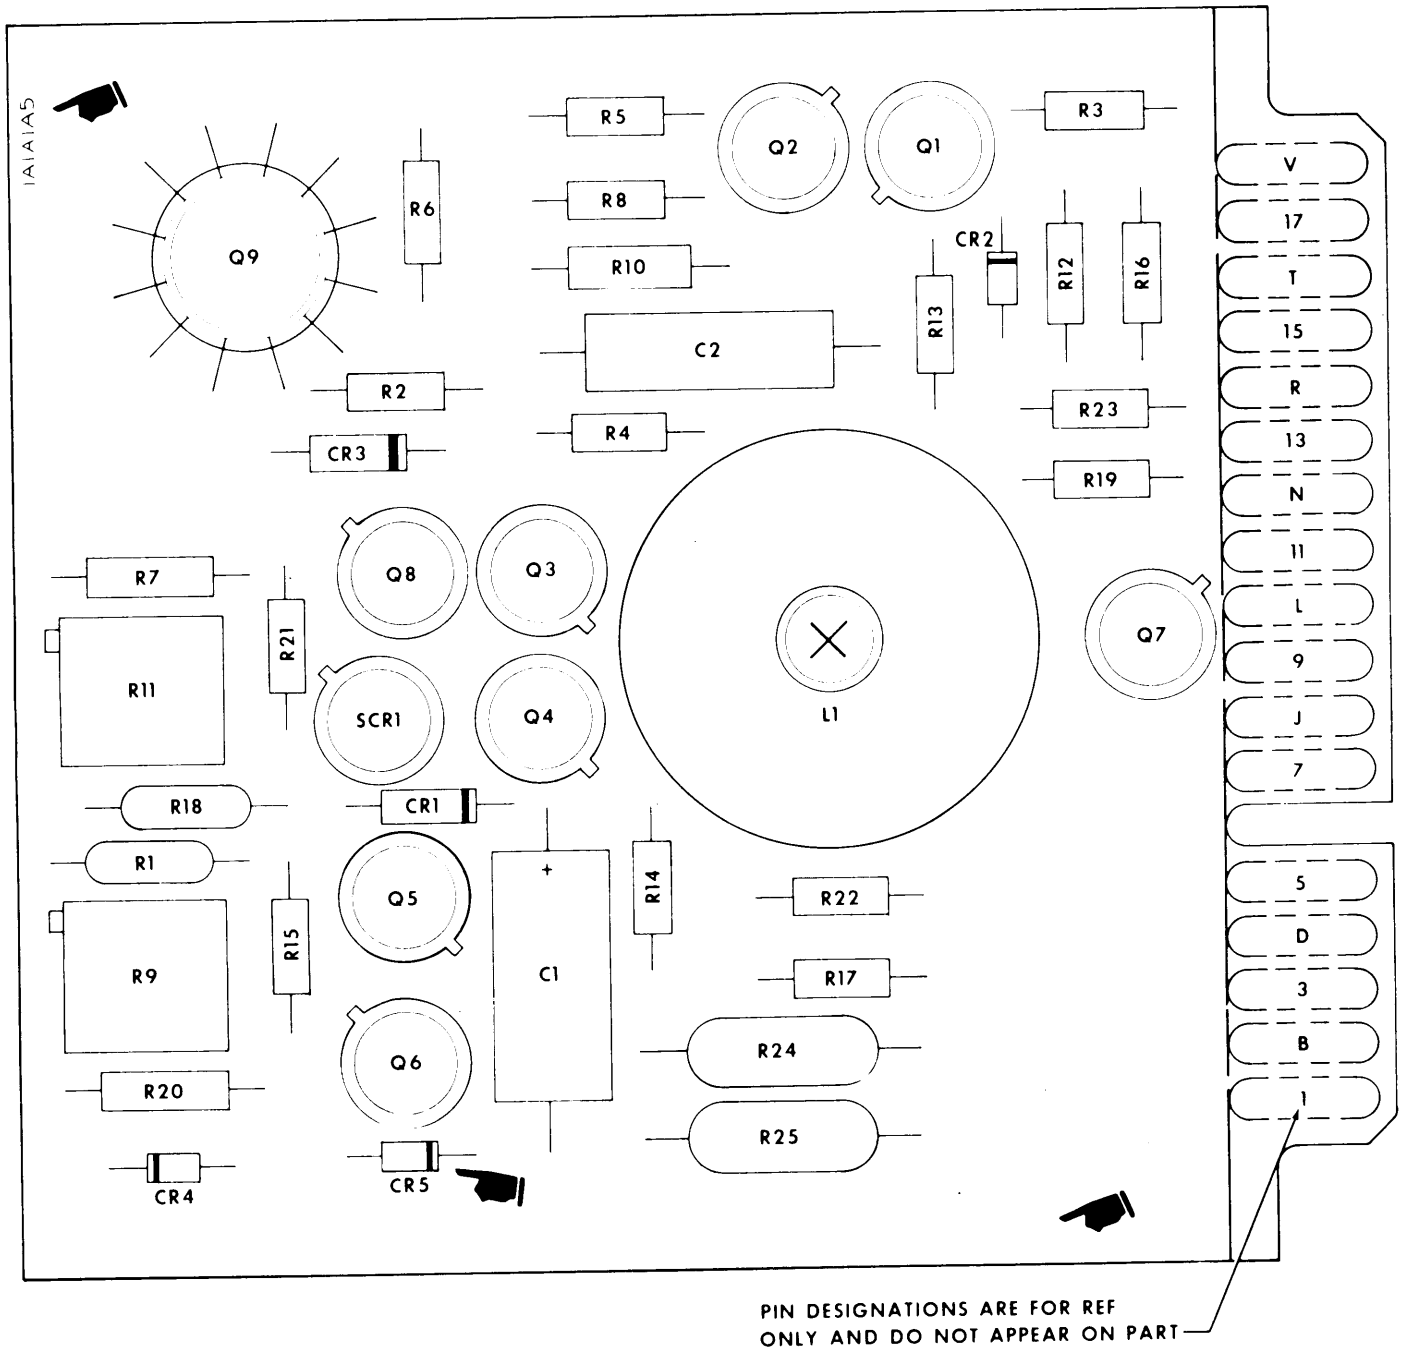 1A1A1A5
R5
Q2
Q1
R3
V
R8
R6
17
CR2
Q9
R10
R12
R16
T
R13
15
C2
R2
R
R23
R4
13
CR3
R19
N
11
Q8
Q3
R7
L
Q7
R21
9
R11
SCR1
Q4
L1
J
7
R18
CR1
R1
+
5
R14
Q5
R22
D
R15
R9
C1
R17
3
B
R24
Q6
R20
1
R25
CR4
CR5
PIN DESIGNATIONS ARE FOR REF
ONLY AND DO NOT APPEAR ON PART